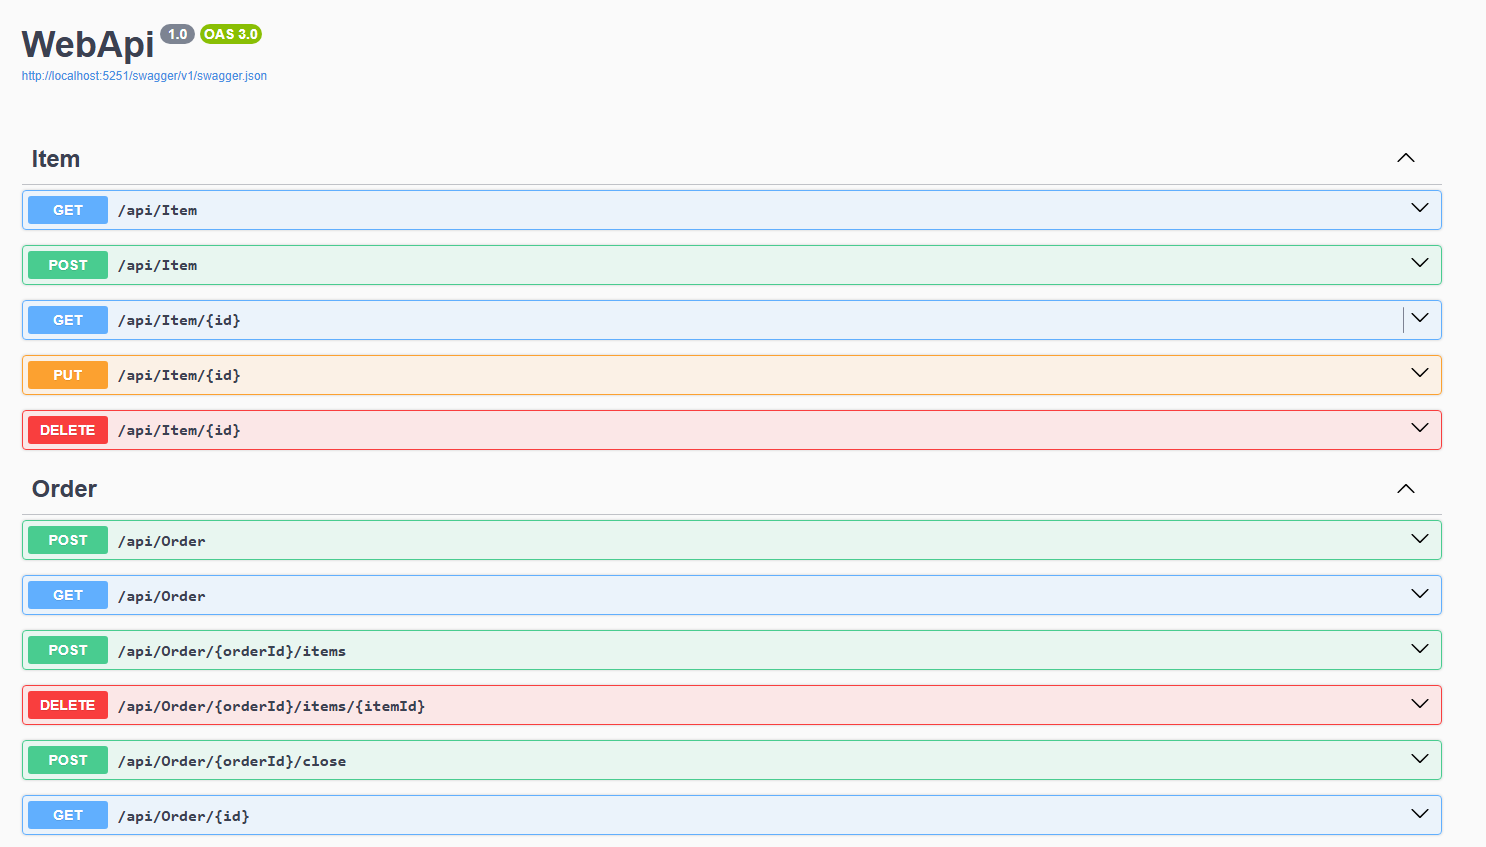 WebApi 1.0 OAS 3.0
http://localhost:5251/swagger/v1/swagger.json
Item
GET /api/Item
POST /api/Item
GET /api/Item/{id}
PUT /api/Item/{id}
DELETE /api/Item/{id}
Order
POST /api/Order
GET /api/Order
POST /api/Order/{orderId}/items
DELETE /api/Order/{orderId}/items/{itemId}
POST /api/Order/{orderId}/close
GET /api/Order/{id}